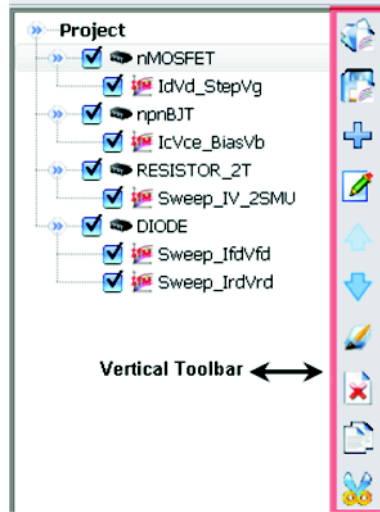 Project
nMOSFET
IdVd_StepVg
npnBJT
IcVce_BiasVb
RESISTOR_2T
Sweep_IV_2SMU
DIODE
Sweep_IfdVfd
Sweep_IrdVrd
Vertical Toolbar